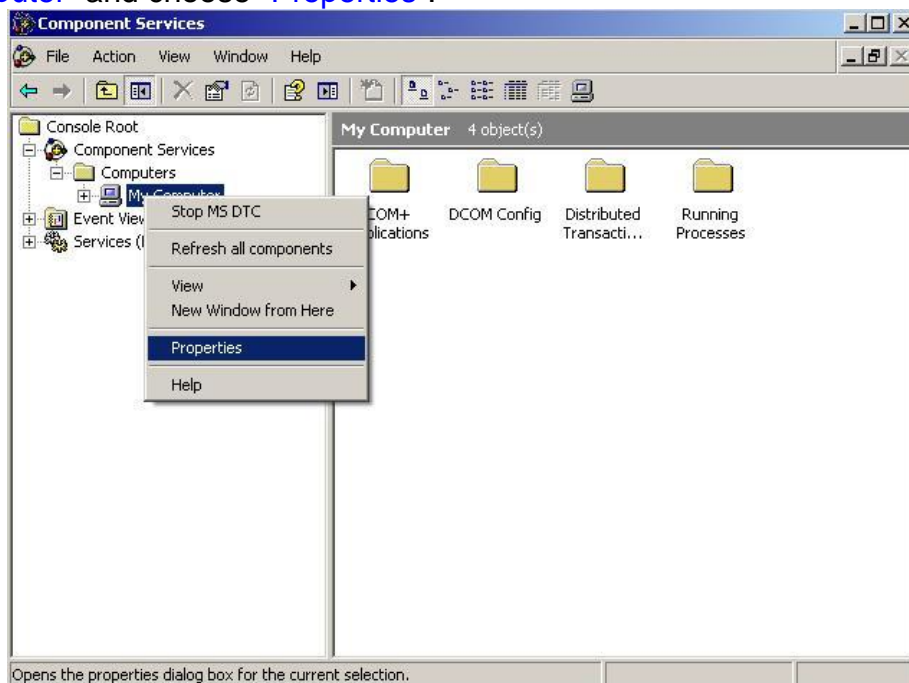 and choose "Properties".
Component Services
File Action View Window Help
Console Root
Component Services
Computers
My Computer
Event
Services
Stop MS DTC
Refresh all components
View
New Window from Here
Properties
Help
My Computer 4 object(s)
COM+
DCOM Config
Distributed
Transacti...
Running
Processes
Opens the properties dialog box for the current selection.